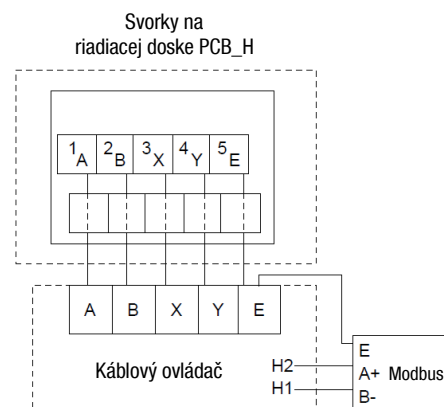 Svorky na
riadiacej doske PCB_H
1A 2B 3X 4Y 5E
A B X Y E
Káblový ovládač
E
H2 A+ Modbus
H1 B-